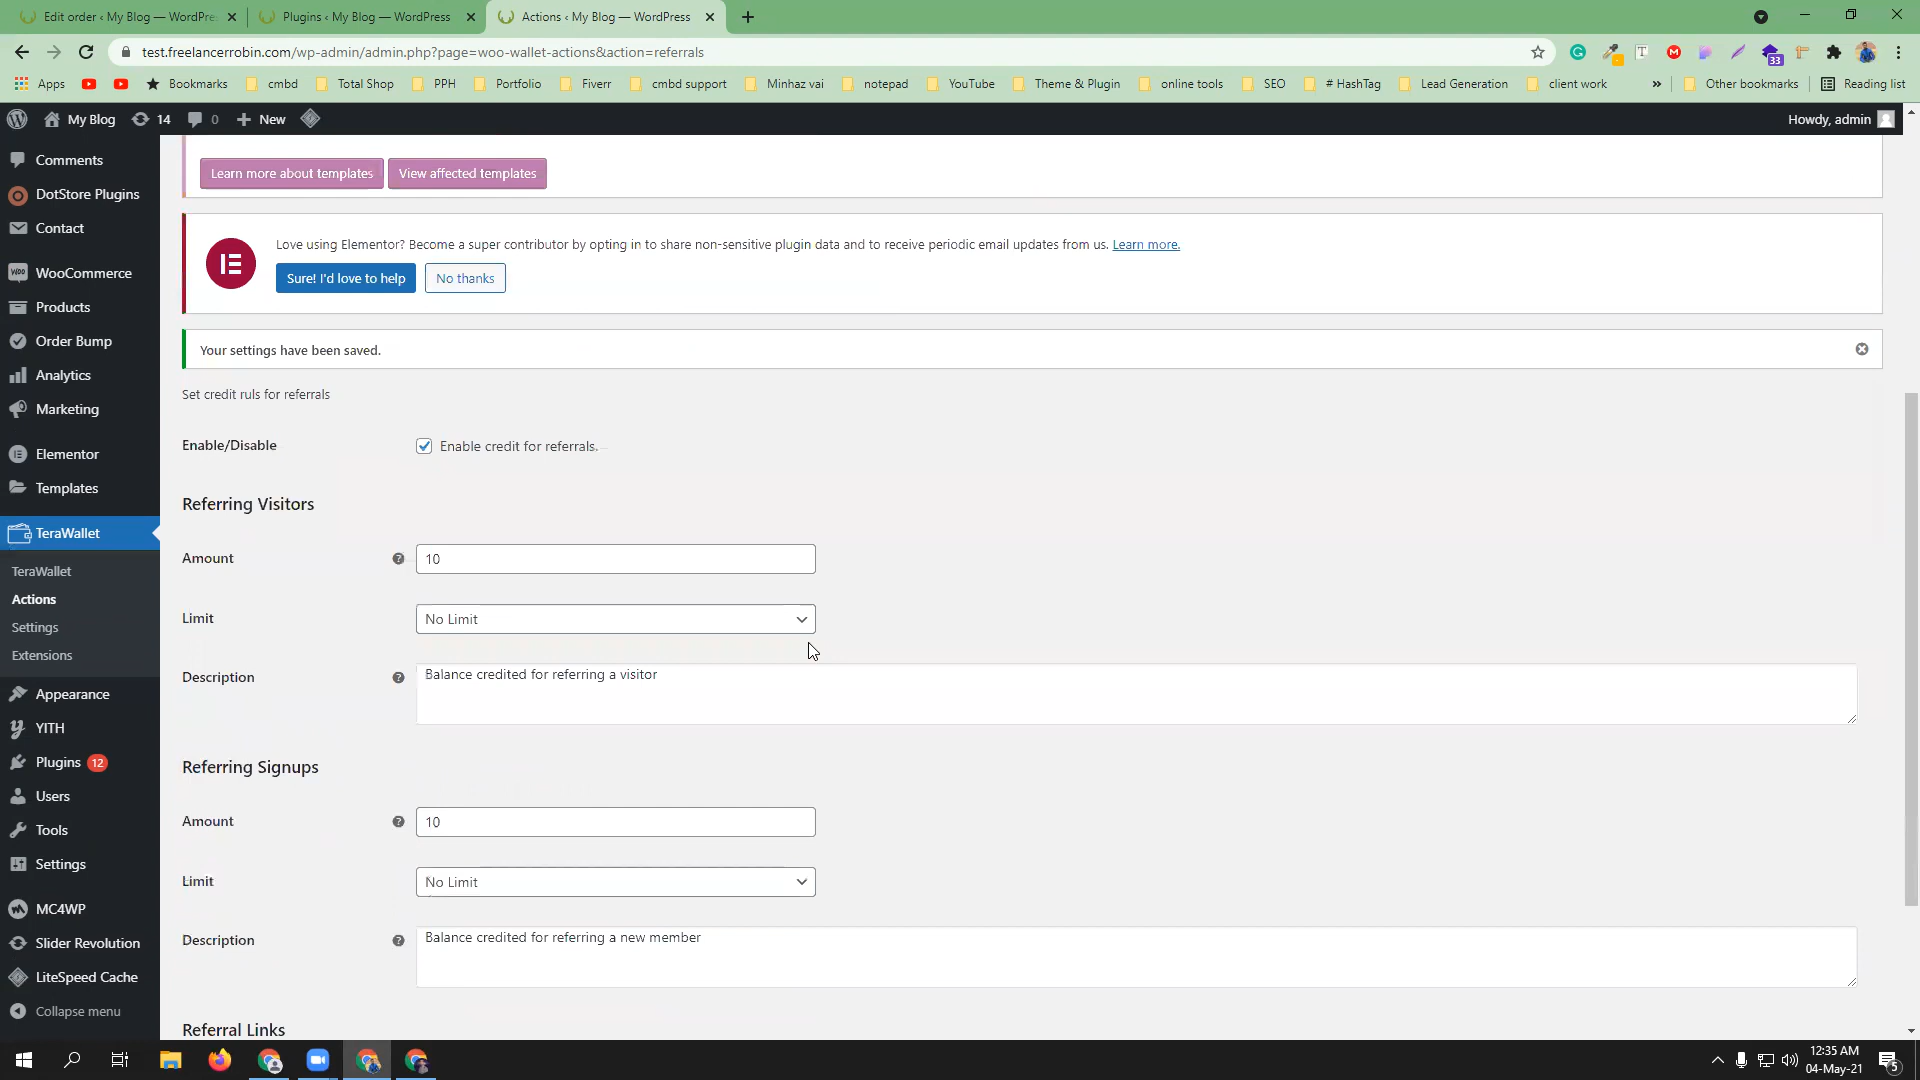 Edit order ‹ My Blog — WordPre
Plugins ‹ My Blog — WordPress
Actions ‹ My Blog — WordPress
test.freelancerrobin.com/wp-admin/admin.php?page=woo-wallet-actions&action=referrals
33
Apps
Bookmarks
cmbd
Total Shop
PPH
Portfolio
Fiverr
cmbd support
Minhaz vai
notepad
YouTube
Theme & Plugin
online tools
SEO
# HashTag
Lead Generation
client work
Other bookmarks
Reading list
My Blog
14
0
New
Howdy, admin
Comments
DotStore Plugins
Contact
WooCommerce
Products
Order Bump
Analytics
Marketing
Elementor
Templates
TeraWallet
TeraWallet
Actions
Settings
Extensions
Appearance
YITH
Plugins 12
Users
Tools
Settings
MC4WP
Slider Revolution
LiteSpeed Cache
Collapse menu
Learn more about templates
View affected templates
Love using Elementor? Become a super contributor by opting in to share non-sensitive plugin data and to receive periodic email updates from us. Learn more.
Sure! I'd love to help
No thanks
Your settings have been saved.
Set credit ruls for referrals
Enable/Disable
Enable credit for referrals.
Referring Visitors
Amount
10
Limit
No Limit
Description
Balance credited for referring a visitor
Referring Signups
Amount
10
Limit
No Limit
Description
Balance credited for referring a new member
Referral Links
12:35 AM
04-May-21
5